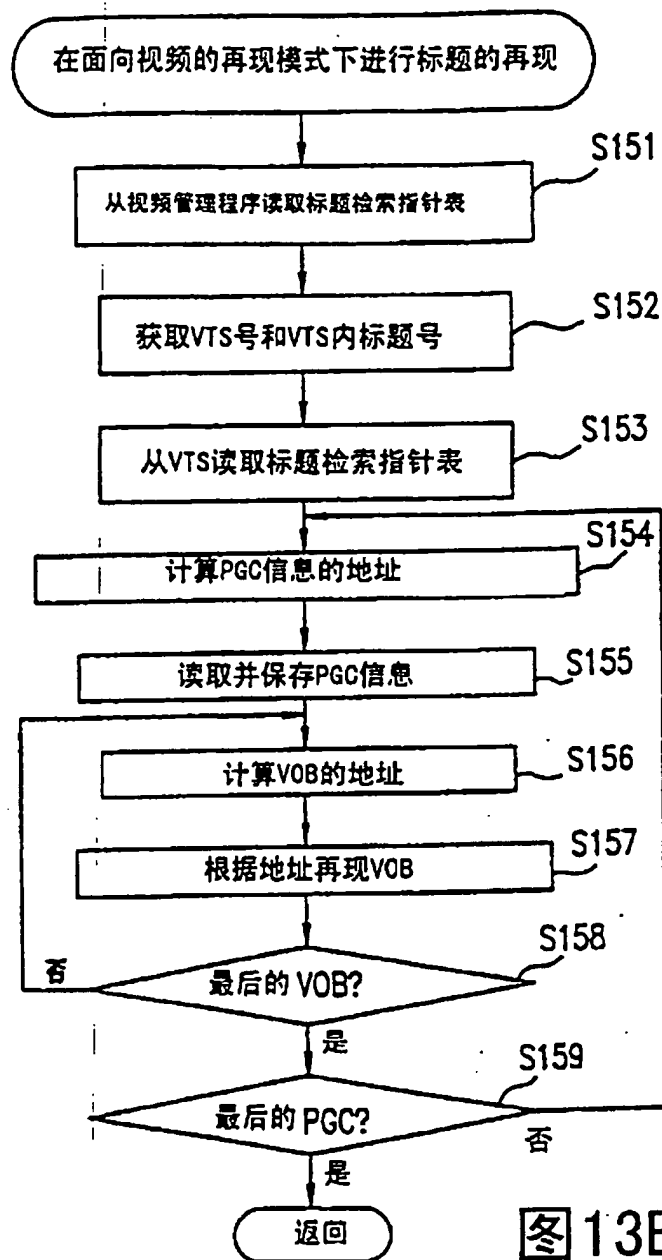 在面向视频的再现模式下进行标题的再现
S151
从视频管理程序读取标题检索指针表
S152
获取VTS号和VTS内标题号
S153
从VTS读取标题检索指针表
S154
计算PGC信息的地址
S155
读取并保存PGC信息
S156
计算VOB的地址
S157
根据地址再现VOB
S158
否
最后的VOB?
是
S159
最后的PGC?
否
是
返回
图13B